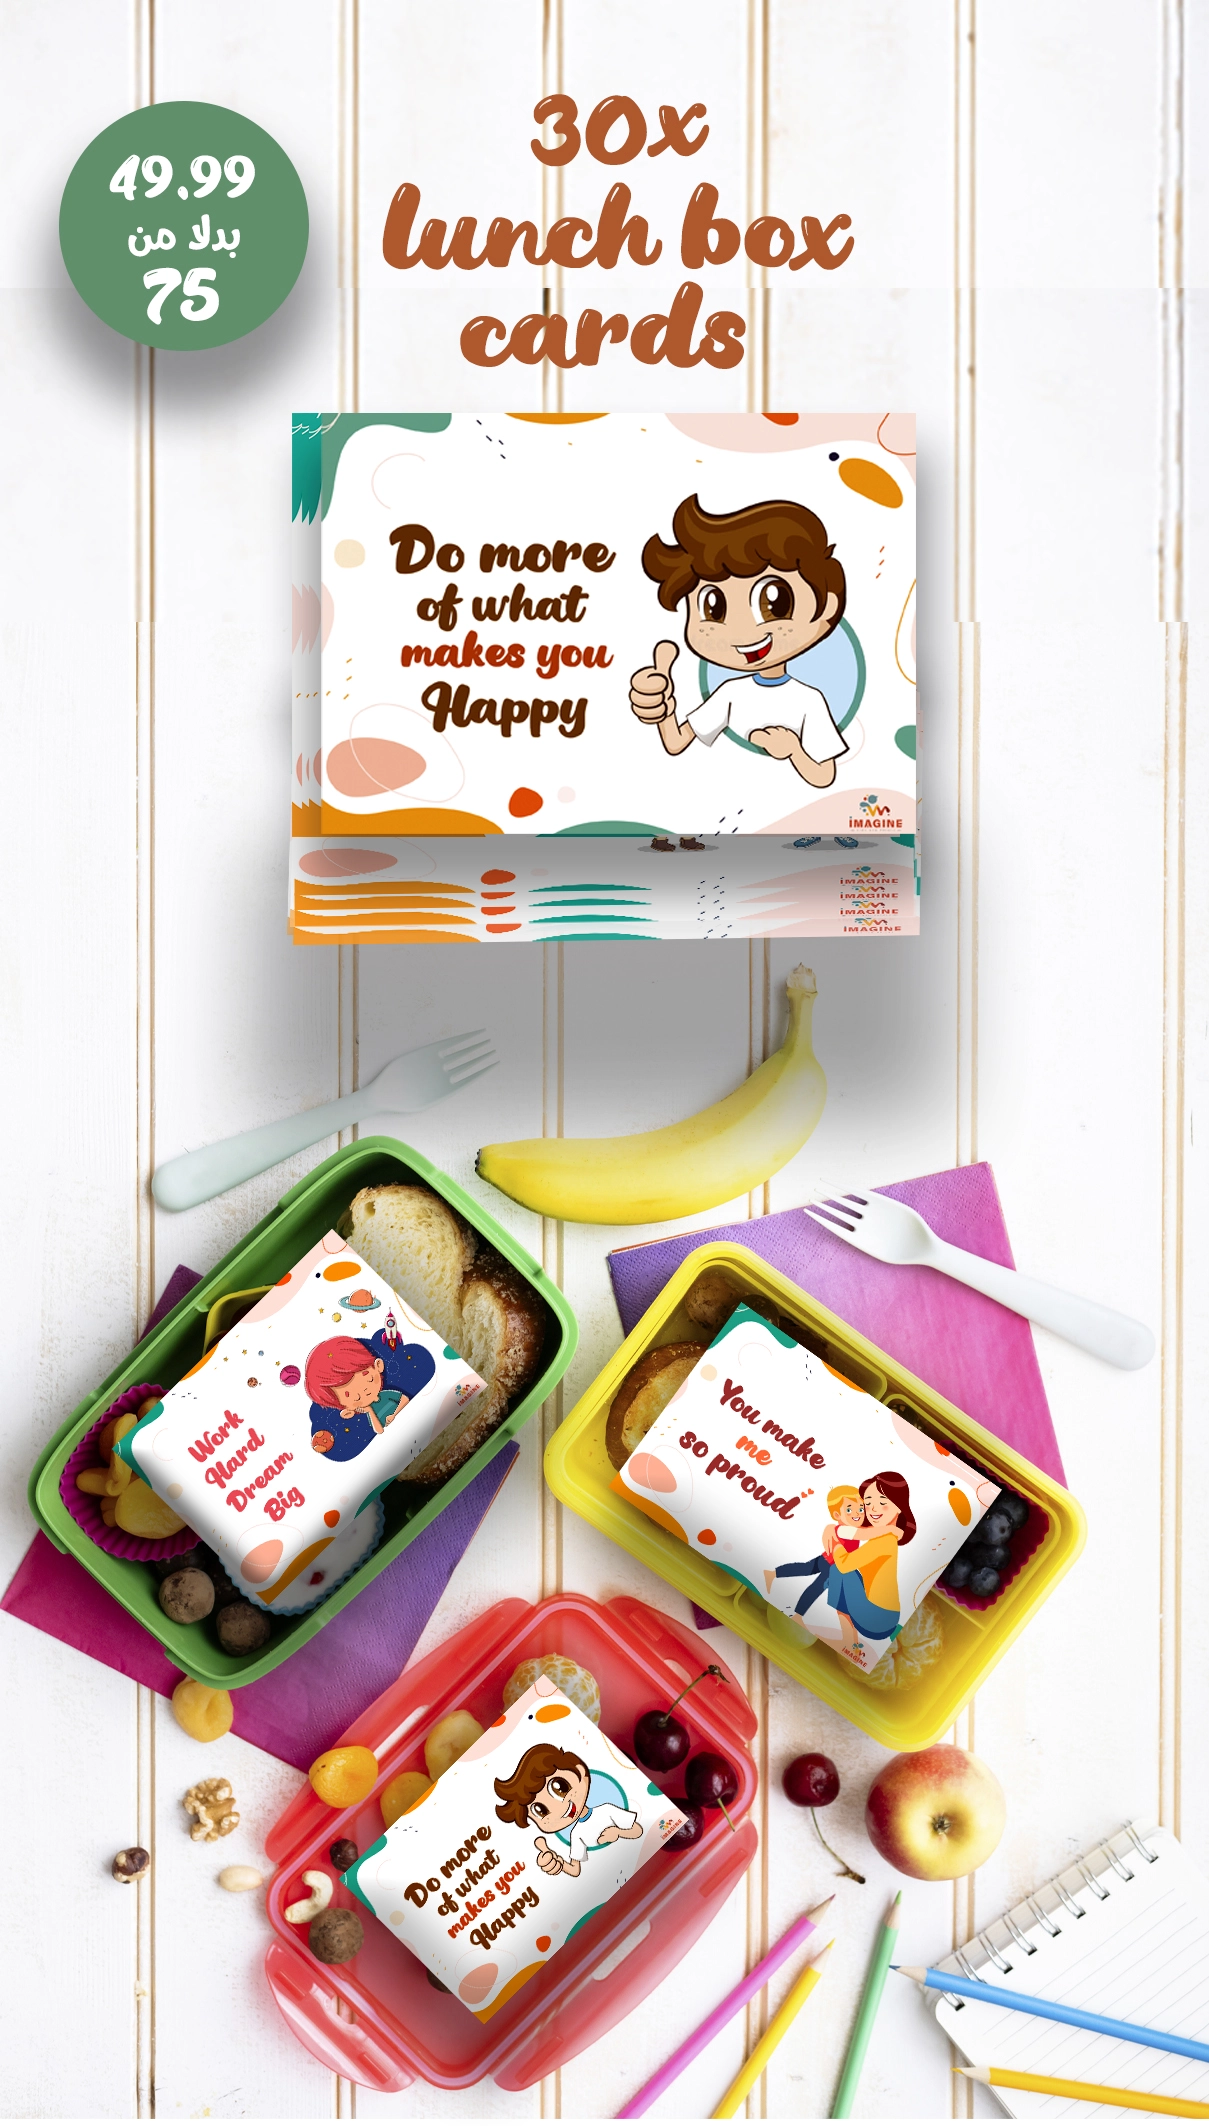 30x
lunch box
cards
49.99
بدلا من
75
Do more
of what
makes you
Happy
iMAGINE
iMAGINE
iMAGINE
iMAGINE
iMAGINE
Work
Hard
Dream
Big
You make
me
so proud
iMAGINE
Do more
of what
makes you
Happy
iMAGINE